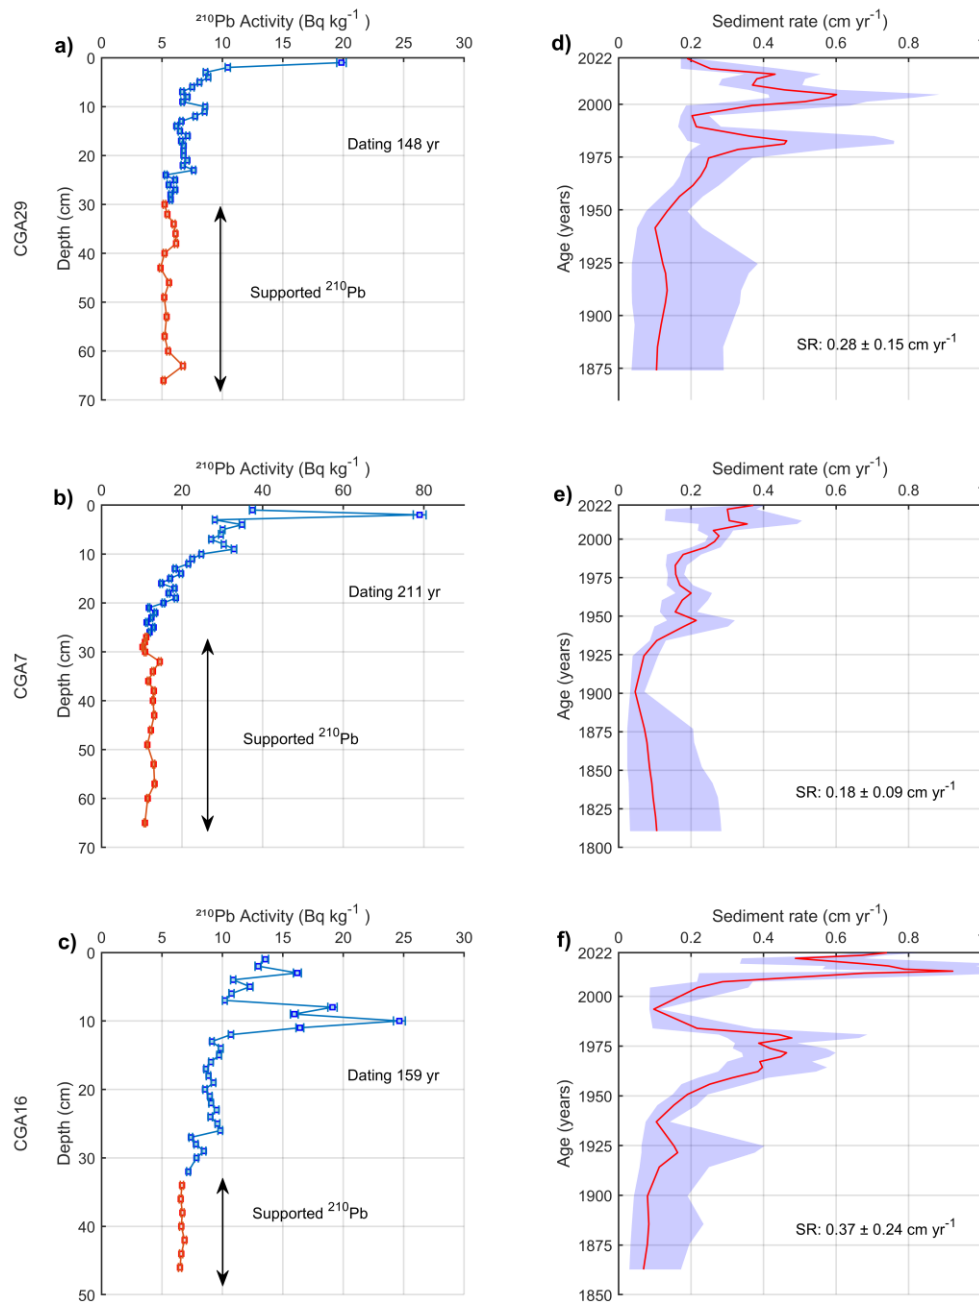 ²¹⁰Pb Activity (Bq kg⁻¹ )
a)
0 5 10 15 20 25 30
0
10
20
30
40
50
60
70
Depth (cm)
CGA29
Dating 148 yr
Supported ²¹⁰Pb
Sediment rate (cm yr⁻¹)
d)
0 0.2 0.4 0.6 0.8 1
2022
2000
1975
1950
1925
1900
1875
Age (years)
SR: 0.28 ± 0.15 cm yr⁻¹
²¹⁰Pb Activity (Bq kg⁻¹ )
b)
0 20 40 60 80
0
10
20
30
40
50
60
70
Depth (cm)
CGA7
Dating 211 yr
Supported ²¹⁰Pb
Sediment rate (cm yr⁻¹)
e)
0 0.2 0.4 0.6 0.8 1
2022
2000
1975
1950
1925
1900
1875
1850
1825
1800
Age (years)
SR: 0.18 ± 0.09 cm yr⁻¹
²¹⁰Pb Activity (Bq kg⁻¹ )
c)
0 5 10 15 20 25 30
0
10
20
30
40
50
Depth (cm)
CGA16
Dating 159 yr
Supported ²¹⁰Pb
Sediment rate (cm yr⁻¹)
f)
0 0.2 0.4 0.6 0.8 1
2022
2000
1975
1950
1925
1900
1875
1850
Age (years)
SR: 0.37 ± 0.24 cm yr⁻¹